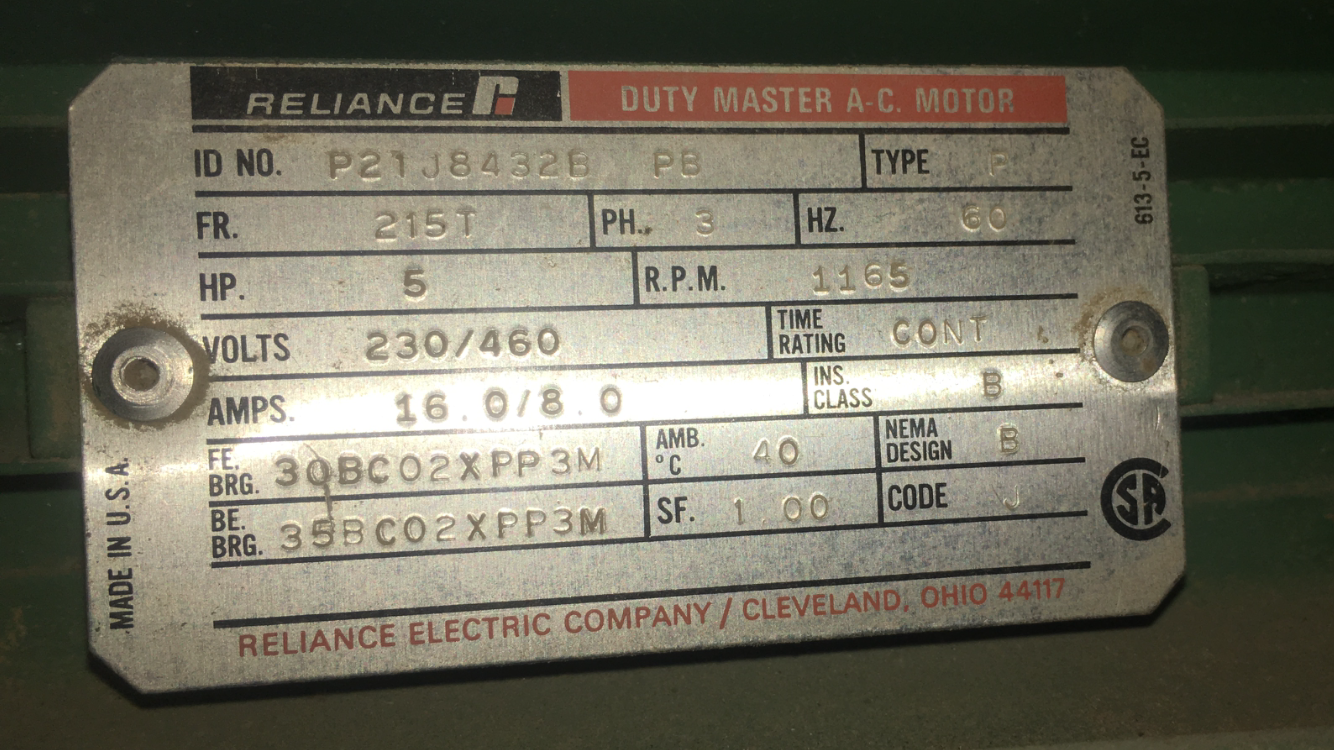 RELIANCE DUTY MASTER A-C. MOTOR
ID NO. P21J8432B PB TYPE P
FR. 215T PH. 3 HZ. 60
HP. 5 R.P.M. 1165
VOLTS 230/460 TIME RATING CONT
AMPS. 16.0/8.0 INS. CLASS B
FE. BRG. 30BC02XPP3M AMB. °C 40 NEMA DESIGN B
BE. BRG. 35BC02XPP3M SF. 1.00 CODE J
RELIANCE ELECTRIC COMPANY / CLEVELAND, OHIO 44117
MADE IN U.S.A.
613-5-EC
CSA